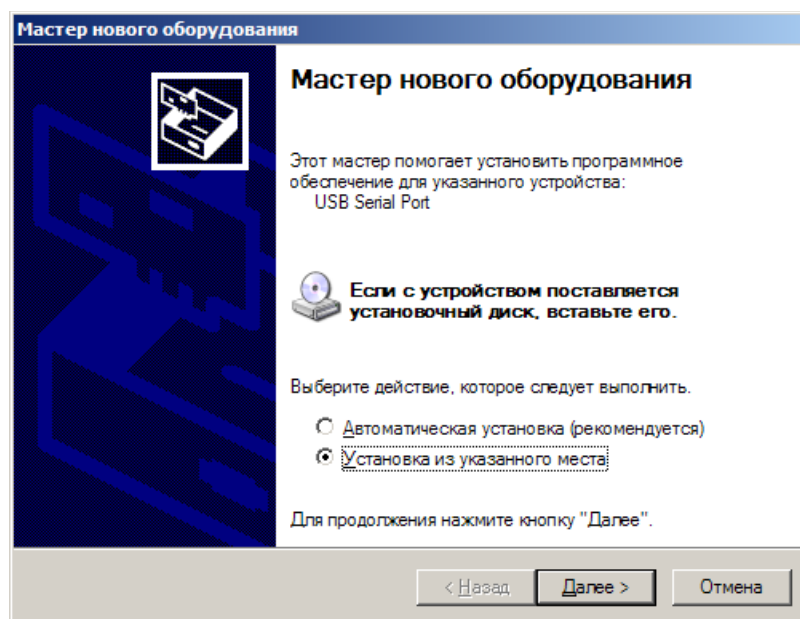 Мастер нового оборудования
Мастер нового оборудования
Этот мастер помогает установить программное
обеспечение для указанного устройства:
USB Serial Port
Если с устройством поставляется
установочный диск, вставьте его.
Выберите действие, которое следует выполнить.
Автоматическая установка (рекомендуется)
Установка из указанного места
Для продолжения нажмите кнопку "Далее".
< Назад
Далее >
Отмена